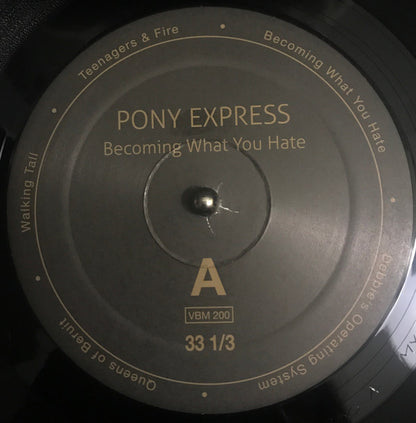 PONY EXPRESS
Becoming What You Hate
A
VBM 200
33 1/3
Walking Tall
Teenagers & Fire
Becoming What You Hate
Debbie's Operating System
Queens of Beruit